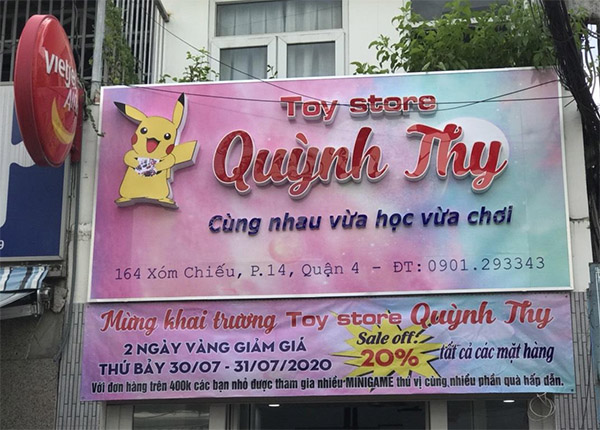 vietjet
Air
Toy store
Quỳnh Thy
Cùng nhau vừa học vừa chơi
164 Xóm Chiếu, P.14, Quận 4 - ĐT: 0901.293343
Mừng khai trương Toy store Quỳnh Thy
2 NGÀY VÀNG GIẢM GIÁ
THỨ BẢY 30/07 - 31/07/2020
Sale off:
20%
tất cả các mặt hàng
Với đơn hàng trên 400k các bạn nhỏ được tham gia nhiều MINIGAME thú vị cùng nhiều phần quà hấp dẫn.
9